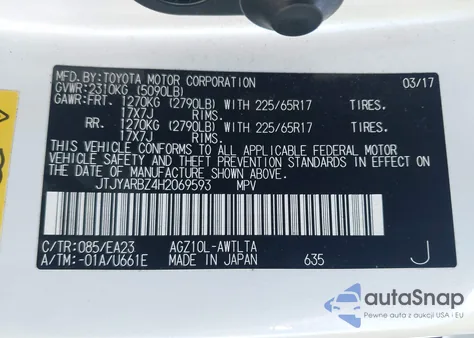 MFD.BY:TOYOTA MOTOR CORPORATION 03/17
GVWR:2310KG (5090LB)
GAWR:FRT. 1270KG (2790LB) WITH 225/65R17 TIRES.
17X7J RIMS.
RR. 1270KG (2790LB) WITH 225/65R17 TIRES.
17X7J RIMS.
THIS VEHICLE CONFORMS TO ALL APPLICABLE FEDERAL MOTOR
VEHICLE SAFETY AND THEFT PREVENTION STANDARDS IN EFFECT ON
THE DATE OF MANUFACTURE SHOWN ABOVE.
JTJYARBZ4H2069593 MPV
C/TR:085/EA23 AGZ10L-AWTLTA
A/TM:-01A/U661E MADE IN JAPAN 635 J
autoSnap
Pewne auta z USA i EU